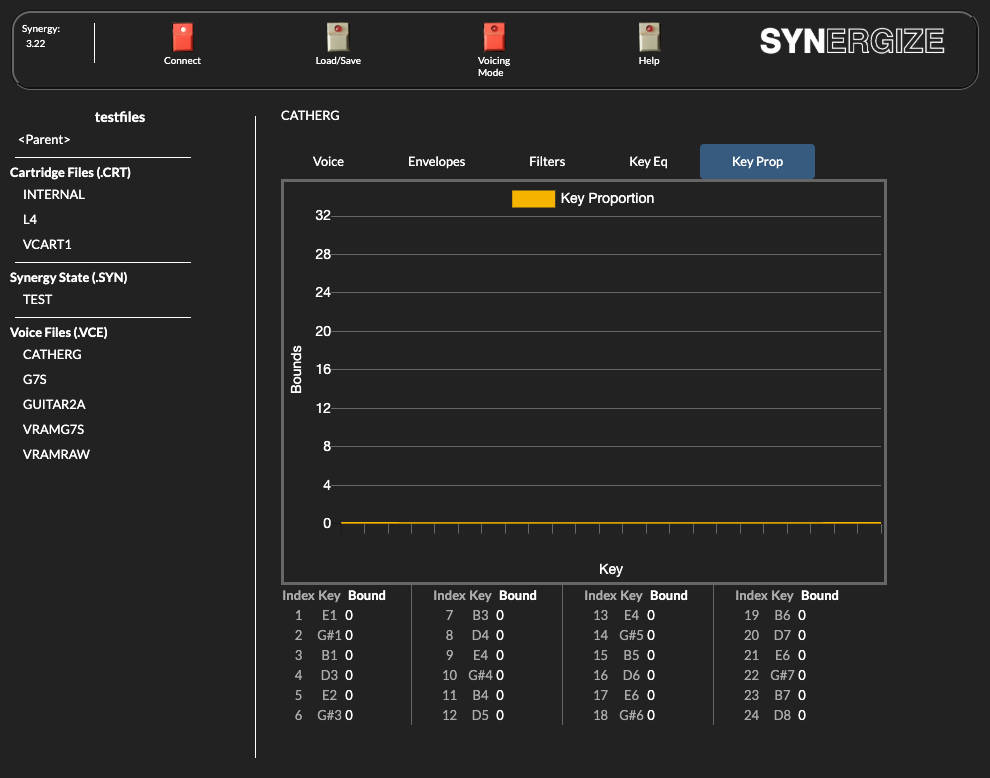 Synergy:
3.22
Connect
Load/Save
Voicing
Mode
Help
SYNERGIZE
testfiles
<Parent>
Cartridge Files (.CRT)
INTERNAL
L4
VCART1
Synergy State (.SYN)
TEST
Voice Files (.VCE)
CATHERG
G7S
GUITAR2A
VRAMG7S
VRAMRAW
CATHERG
Voice Envelopes Filters Key Eq Key Prop
Key Proportion
32
28
24
20
16
12
8
4
0
Bounds
Key
Index Key Bound Index Key Bound Index Key Bound Index Key Bound
1 E1 0 7 B3 0 13 E4 0 19 B6 0
2 G#1 0 8 D4 0 14 G#5 0 20 D7 0
3 B1 0 9 E4 0 15 B5 0 21 E6 0
4 D3 0 10 G#4 0 16 D6 0 22 G#7 0
5 E2 0 11 B4 0 17 E6 0 23 B7 0
6 G#3 0 12 D5 0 18 G#6 0 24 D8 0